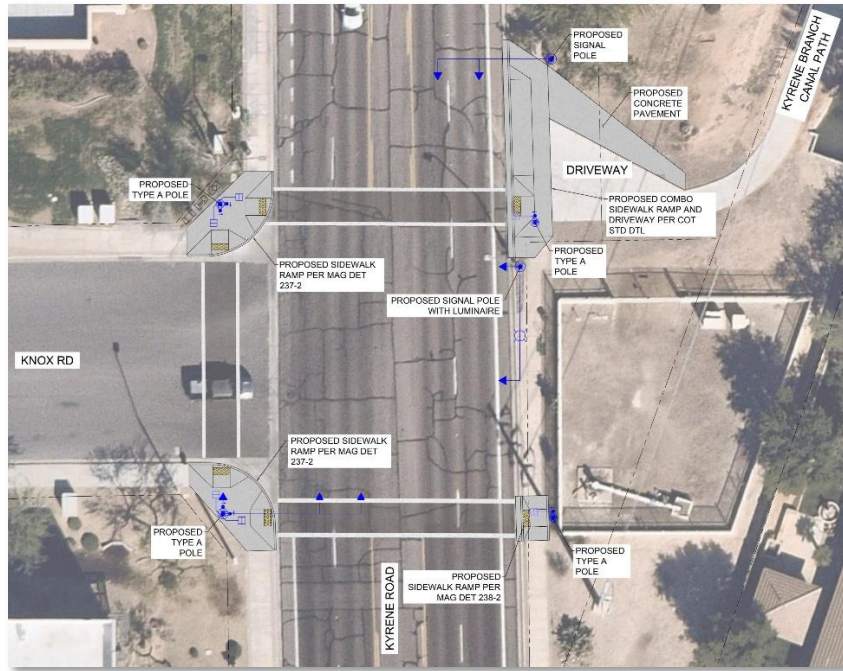 PROPOSED
SIGNAL
POLE
KYRENE BRANCH
CANAL PATH
PROPOSED
CONCRETE
PAVEMENT
DRIVEWAY
PROPOSED
TYPE A POLE
PROPOSED COMBO
SIDEWALK RAMP AND
DRIVEWAY PER COT
STD DTL
PROPOSED
TYPE A
POLE
PROPOSED SIDEWALK
RAMP PER MAG DET
237-2
PROPOSED SIGNAL POLE
WITH LUMINAIRE
KNOX RD
PROPOSED SIDEWALK
RAMP PER MAG DET
237-2
PROPOSED
TYPE A
POLE
KYRENE ROAD
PROPOSED
SIDEWALK RAMP PER
MAG DET 238-2
PROPOSED
TYPE A
POLE